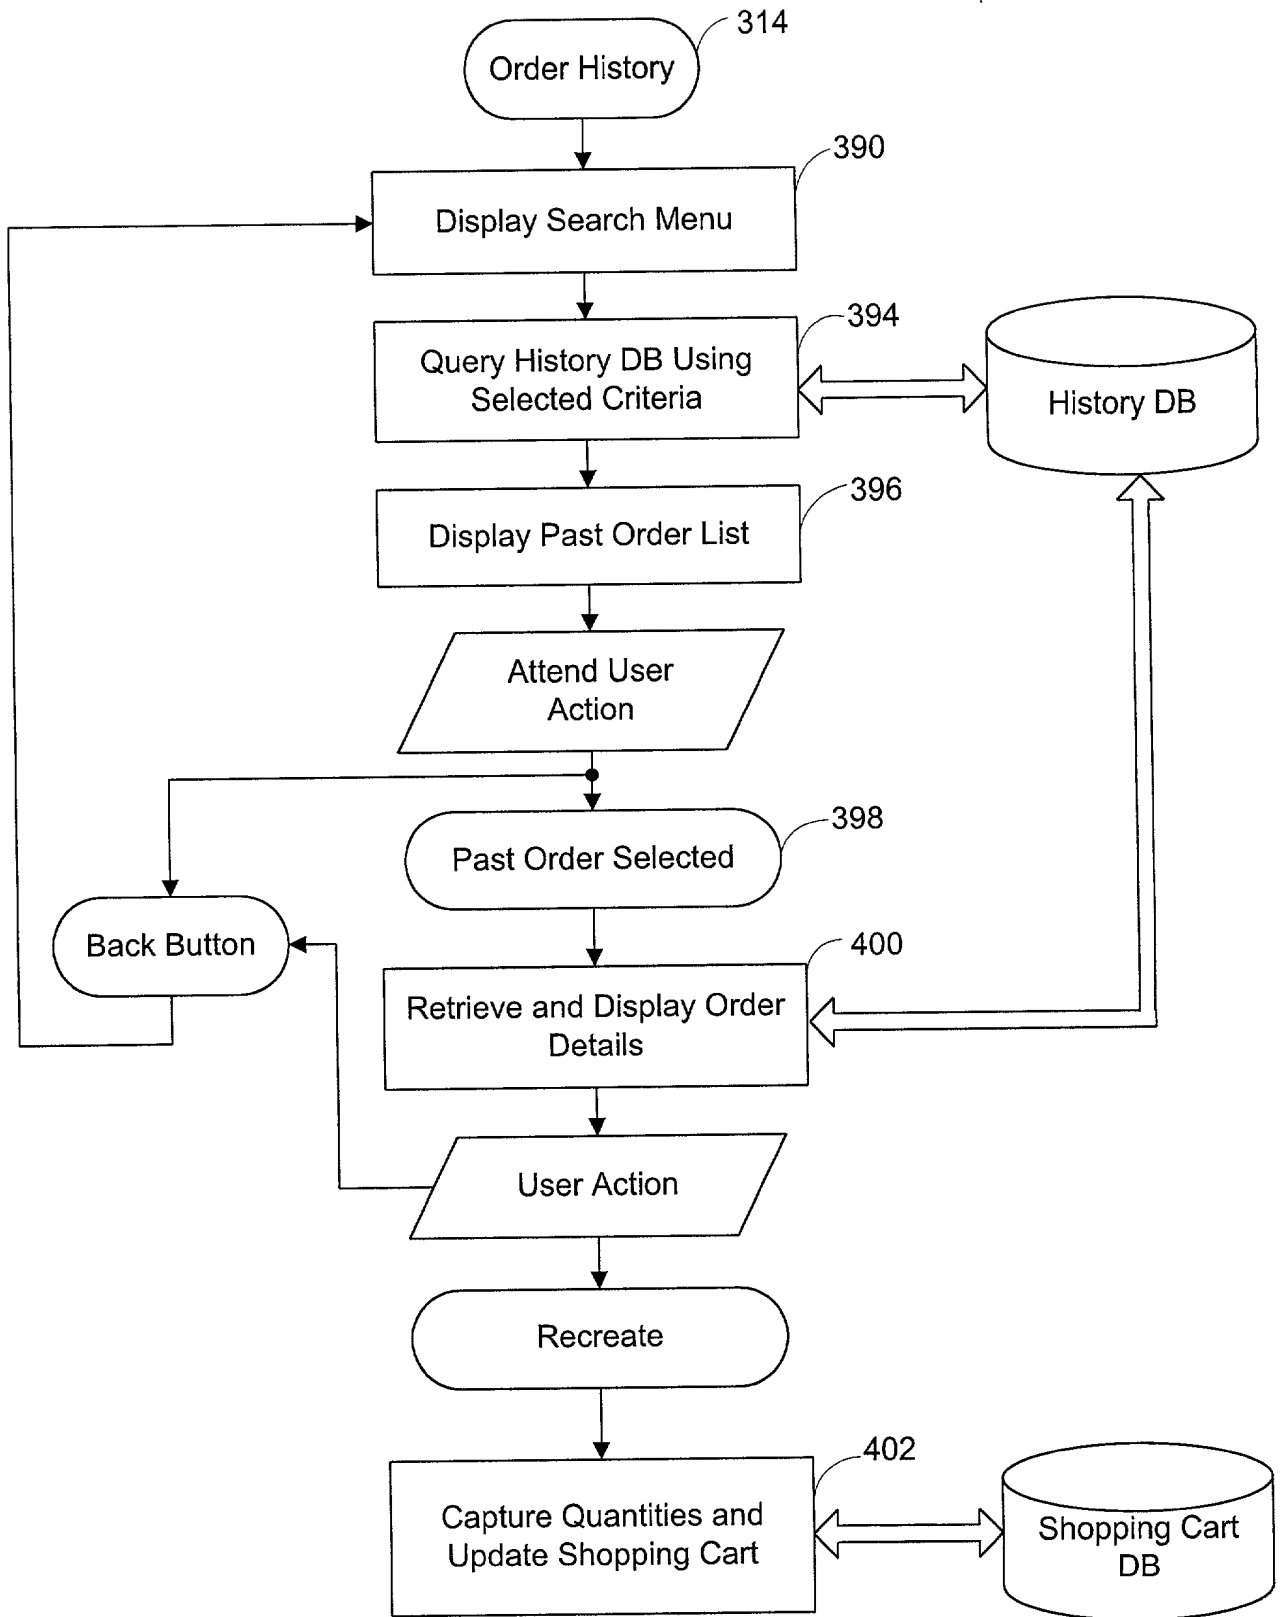 314
Order History
390
Display Search Menu
394
Query History DB Using
Selected Criteria
History DB
396
Display Past Order List
Attend User
Action
398
Past Order Selected
Back Button
400
Retrieve and Display Order
Details
User Action
Recreate
402
Capture Quantities and
Update Shopping Cart
Shopping Cart
DB